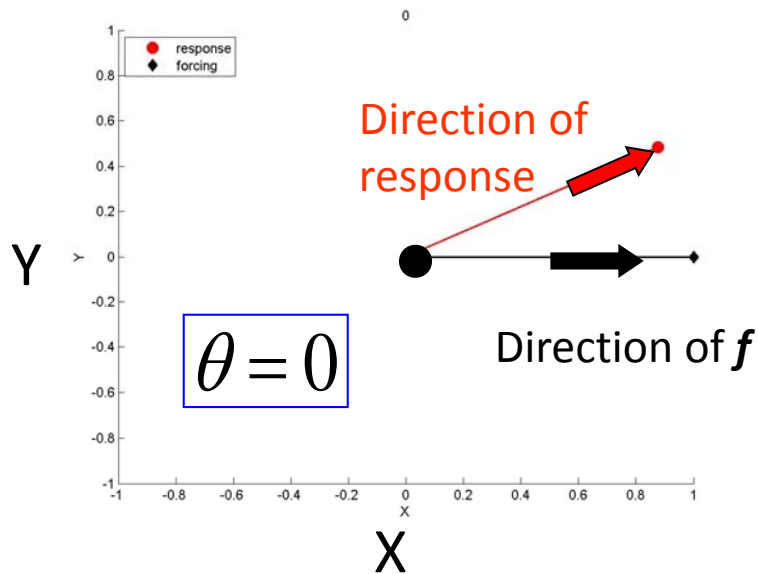 0
response
forcing
Direction of
response
Direction of f
θ = 0
Y
Y
1
0.8
0.6
0.4
0.2
0
-0.2
-0.4
-0.6
-0.8
-1
-1 -0.8 -0.6 -0.4 -0.2 0 0.2 0.4 0.6 0.8 1
X
X